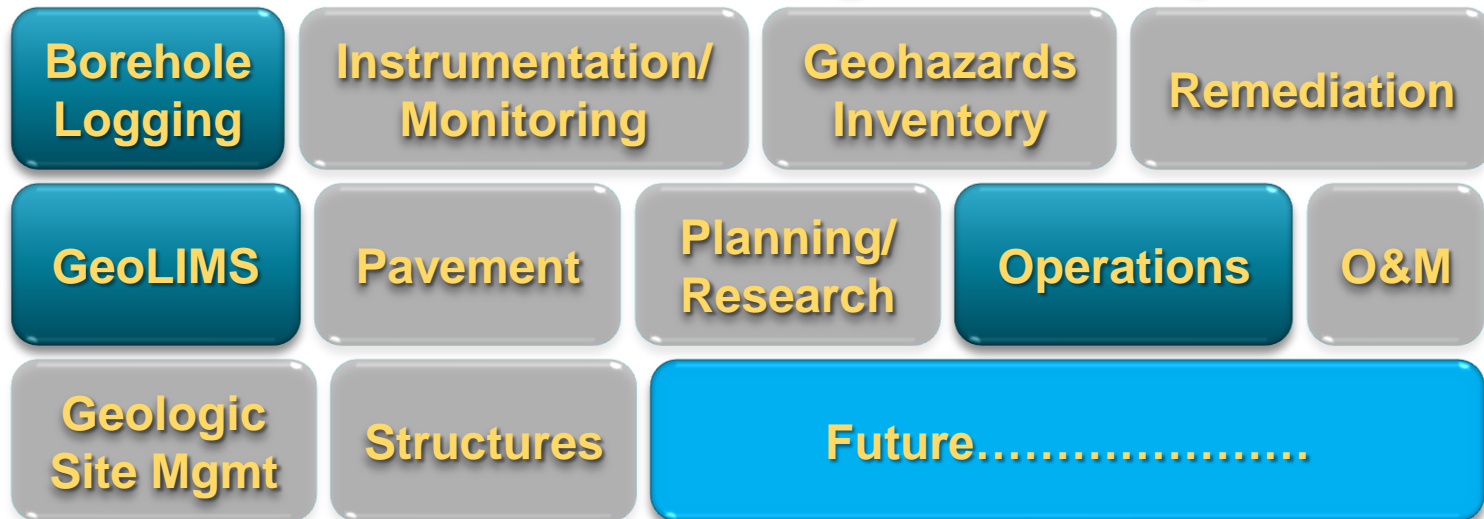 Borehole
Logging
Instrumentation/
Monitoring
Geohazards
Inventory
Remediation
GeoLIMS
Pavement
Planning/
Research
Operations
O&M
Geologic
Site Mgmt
Structures
Future.....................